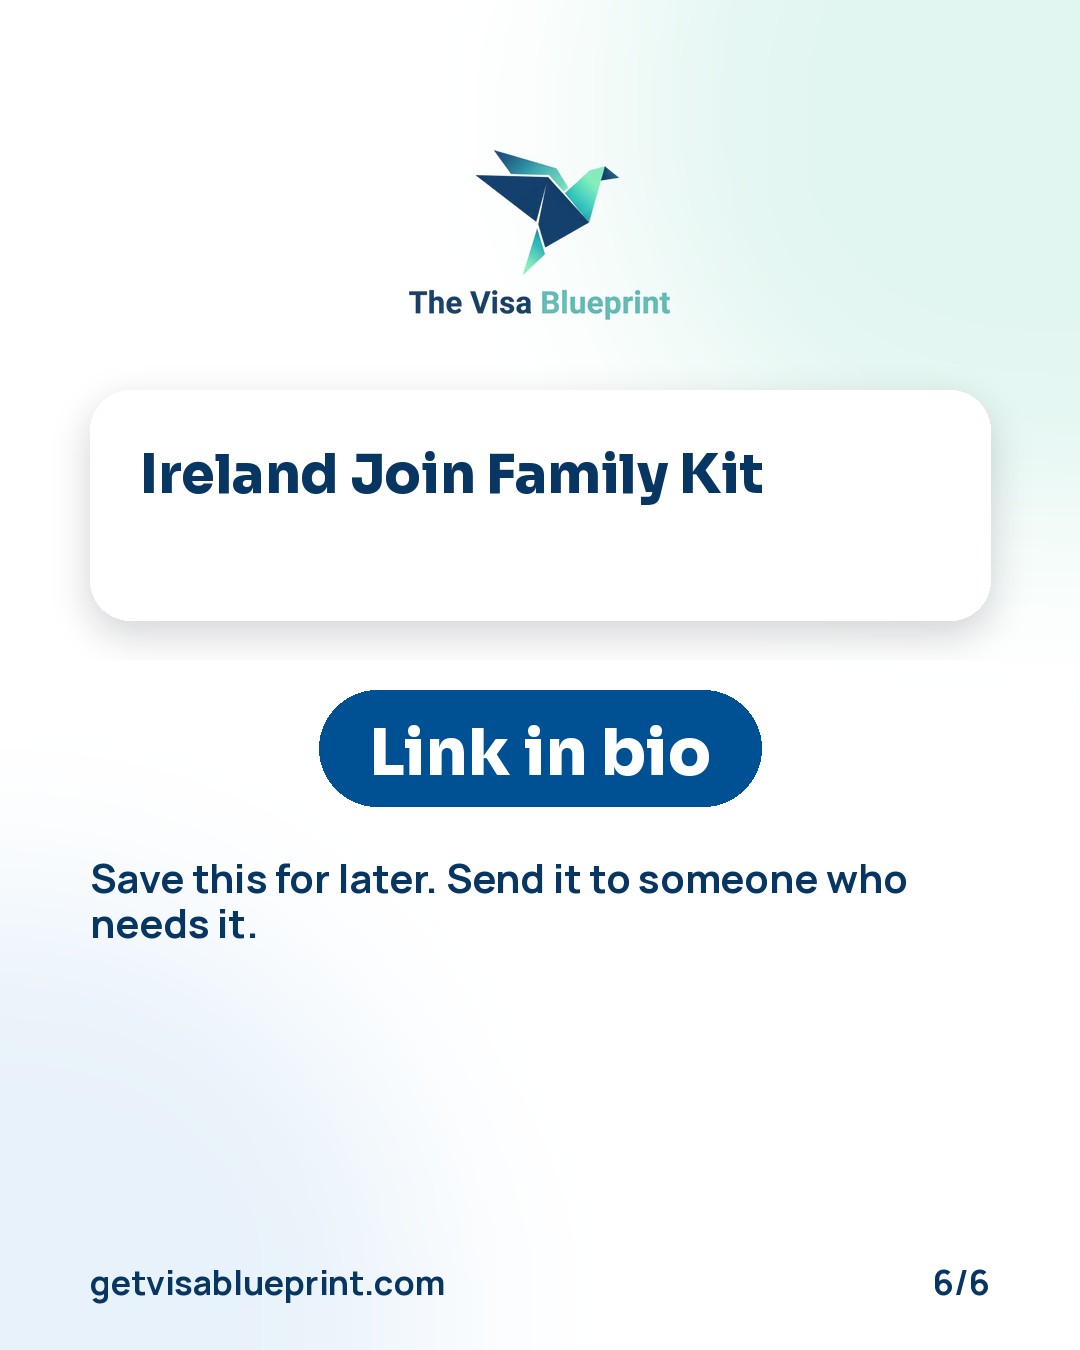 The Visa Blueprint
Ireland Join Family Kit
Link in bio
Save this for later. Send it to someone who
needs it.
getvisablueprint.com
6/6